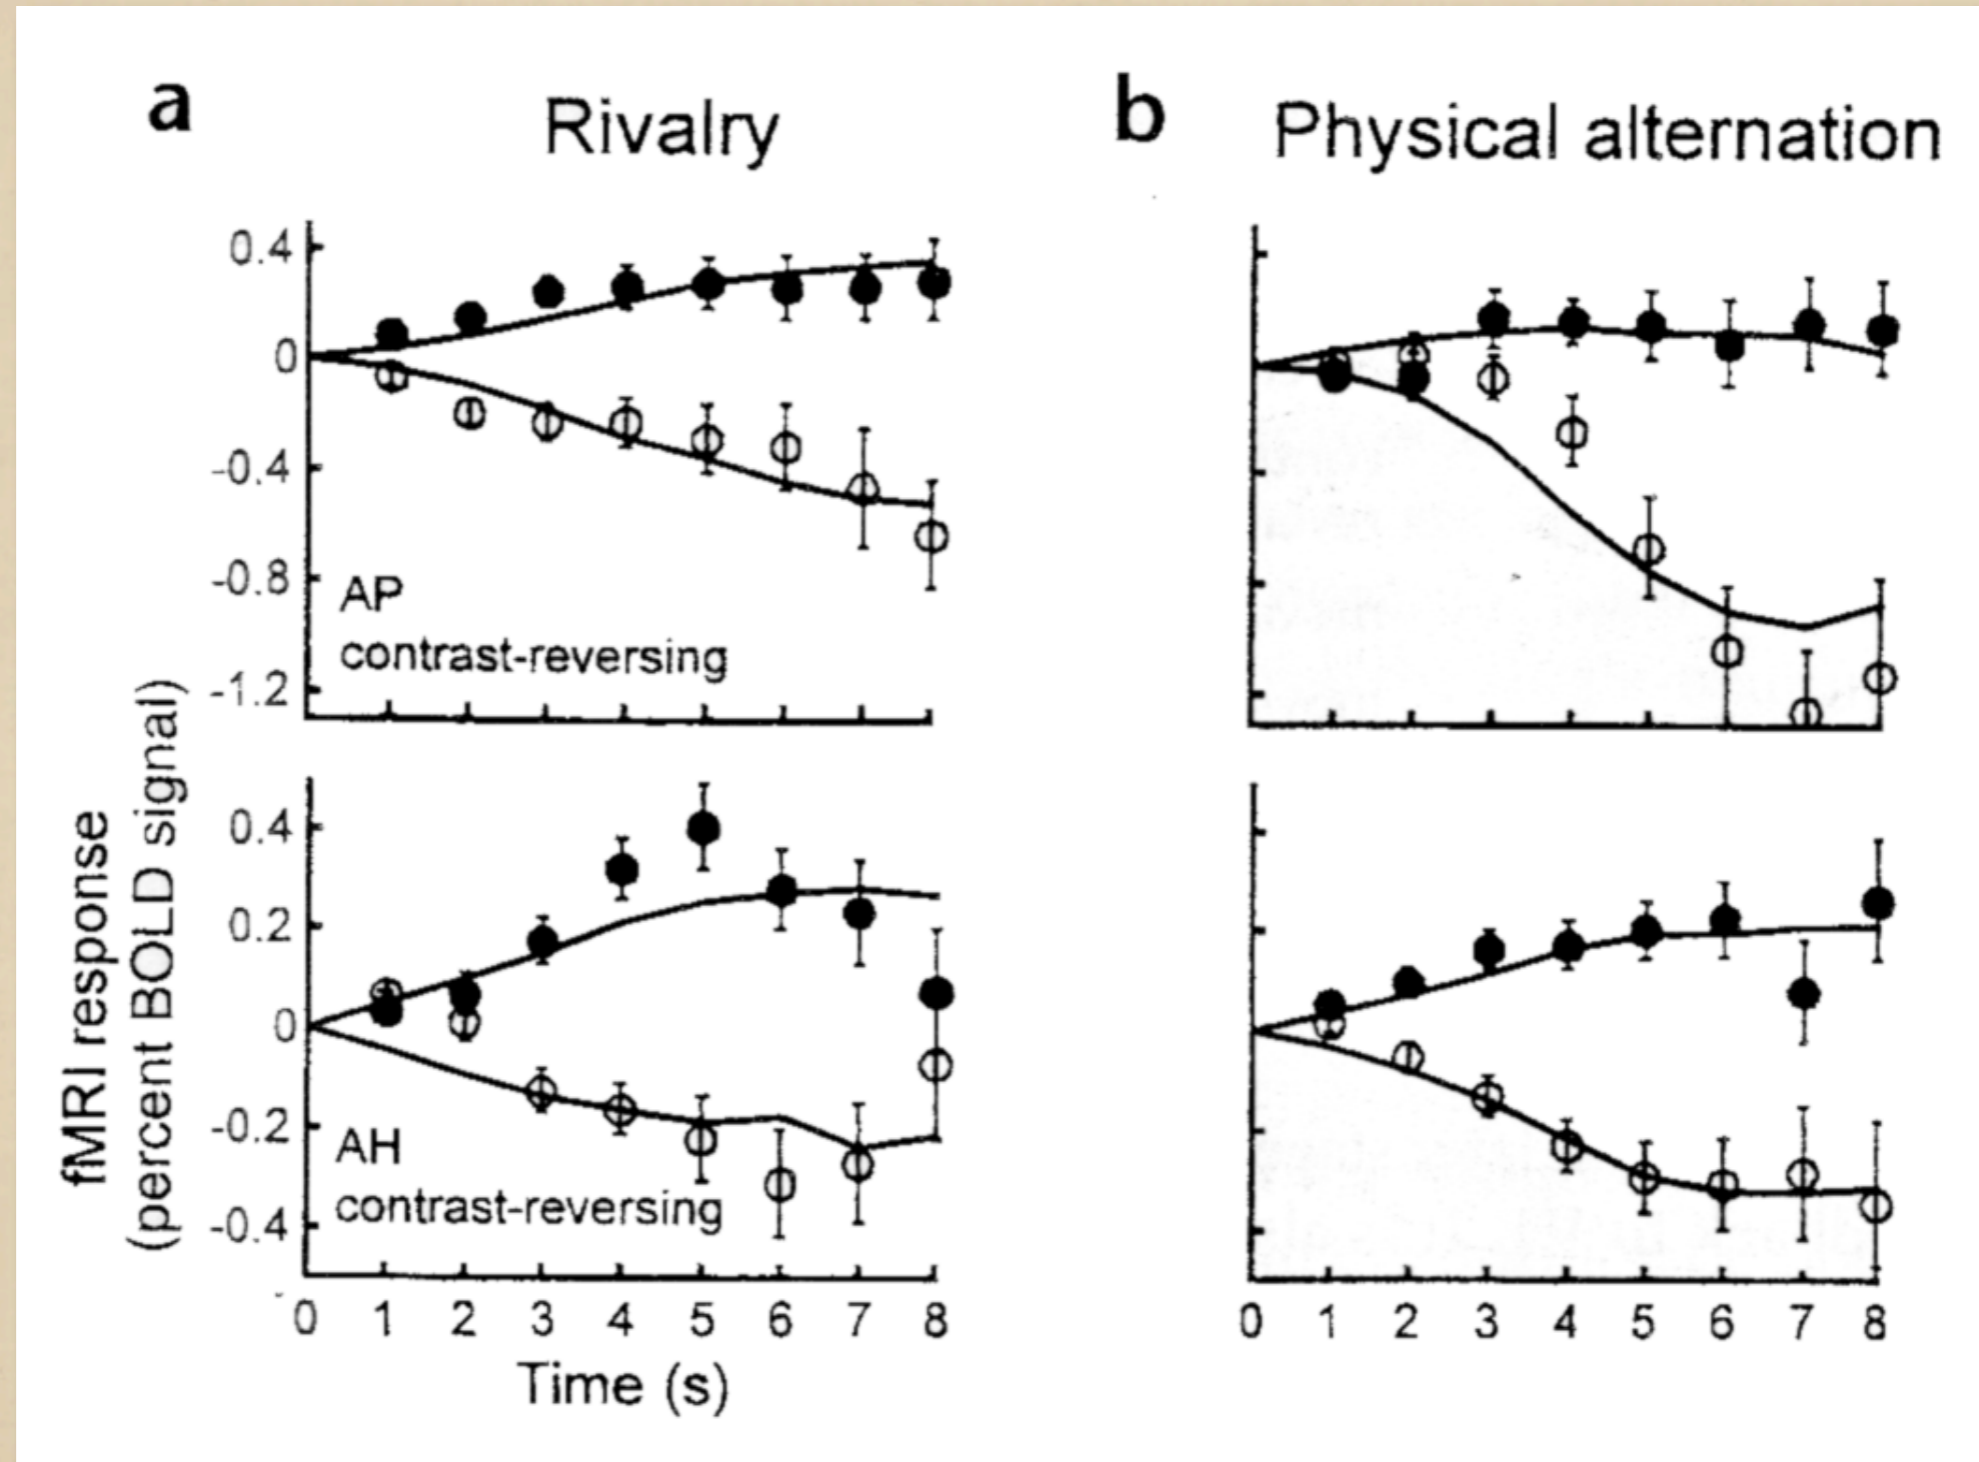 a
Rivalry
b
Physical alternation
0.4
0
-0.4
-0.8
-1.2
AP
contrast-reversing
fMRI response
(percent BOLD signal)
0.4
0.2
0
-0.2
-0.4
AH
contrast-reversing
0 1 2 3 4 5 6 7 8
0 1 2 3 4 5 6 7 8
Time (s)